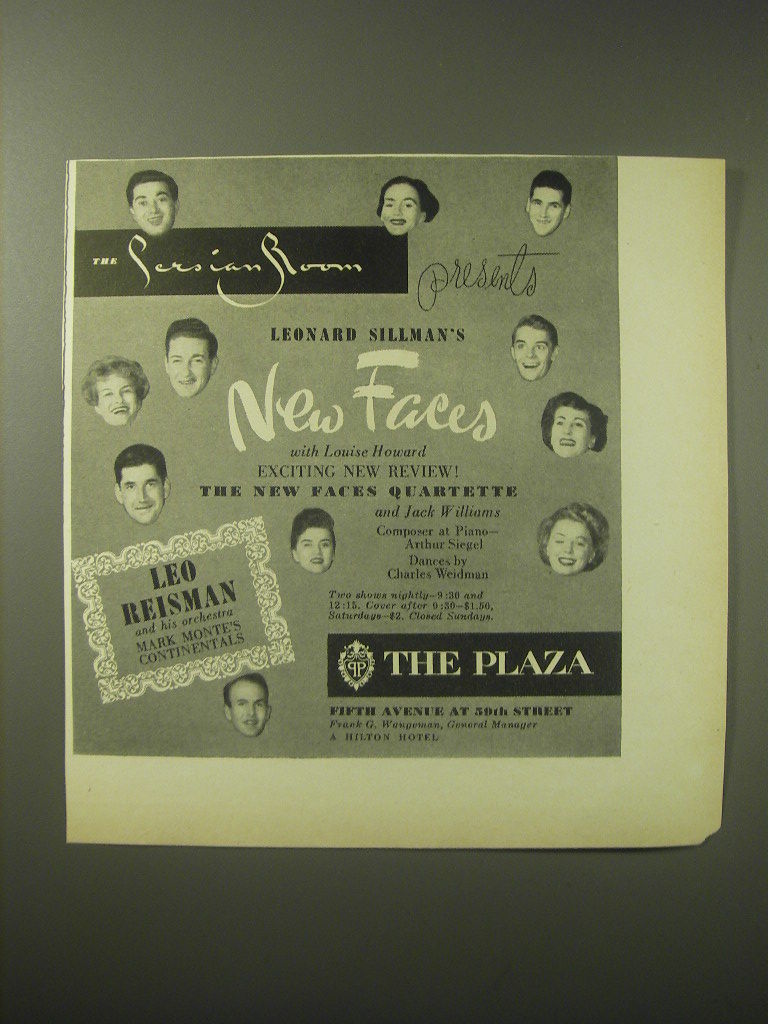 THE Persian Room
presents
LEONARD SILLMAN'S
New Faces
with Louise Howard
EXCITING NEW REVIEW!
THE NEW FACES QUARTETTE
and Jack Williams
Composer at Piano—
Arthur Siegel
Dances by
Charles Weidman
Two shows nightly—9:30 and
12:15. Cover after 9:30—$1.50,
Saturdays—$2. Closed Sundays.
LEO
REISMAN
and his orchestra
MARK MONTE'S
CONTINENTALS
PP THE PLAZA
FIFTH AVENUE AT 59th STREET
Frank G. Wangeman, General Manager
A HILTON HOTEL